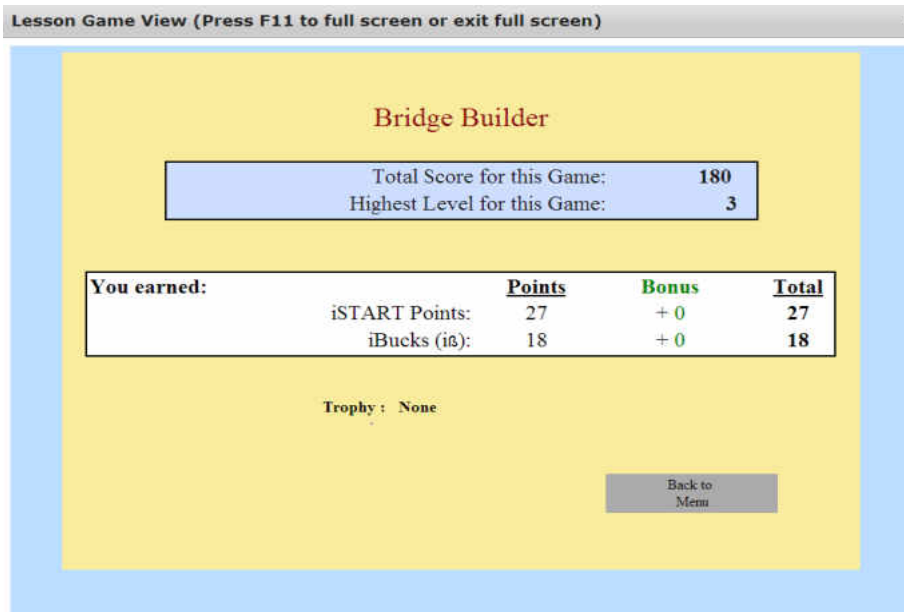 Lesson Game View (Press F11 to full screen or exit full screen)
Bridge Builder
Total Score for this Game: 180
Highest Level for this Game: 3
You earned: Points Bonus Total
iSTART Points: 27 + 0 27
iBucks (iß): 18 + 0 18
Trophy : None
Back to
Menu